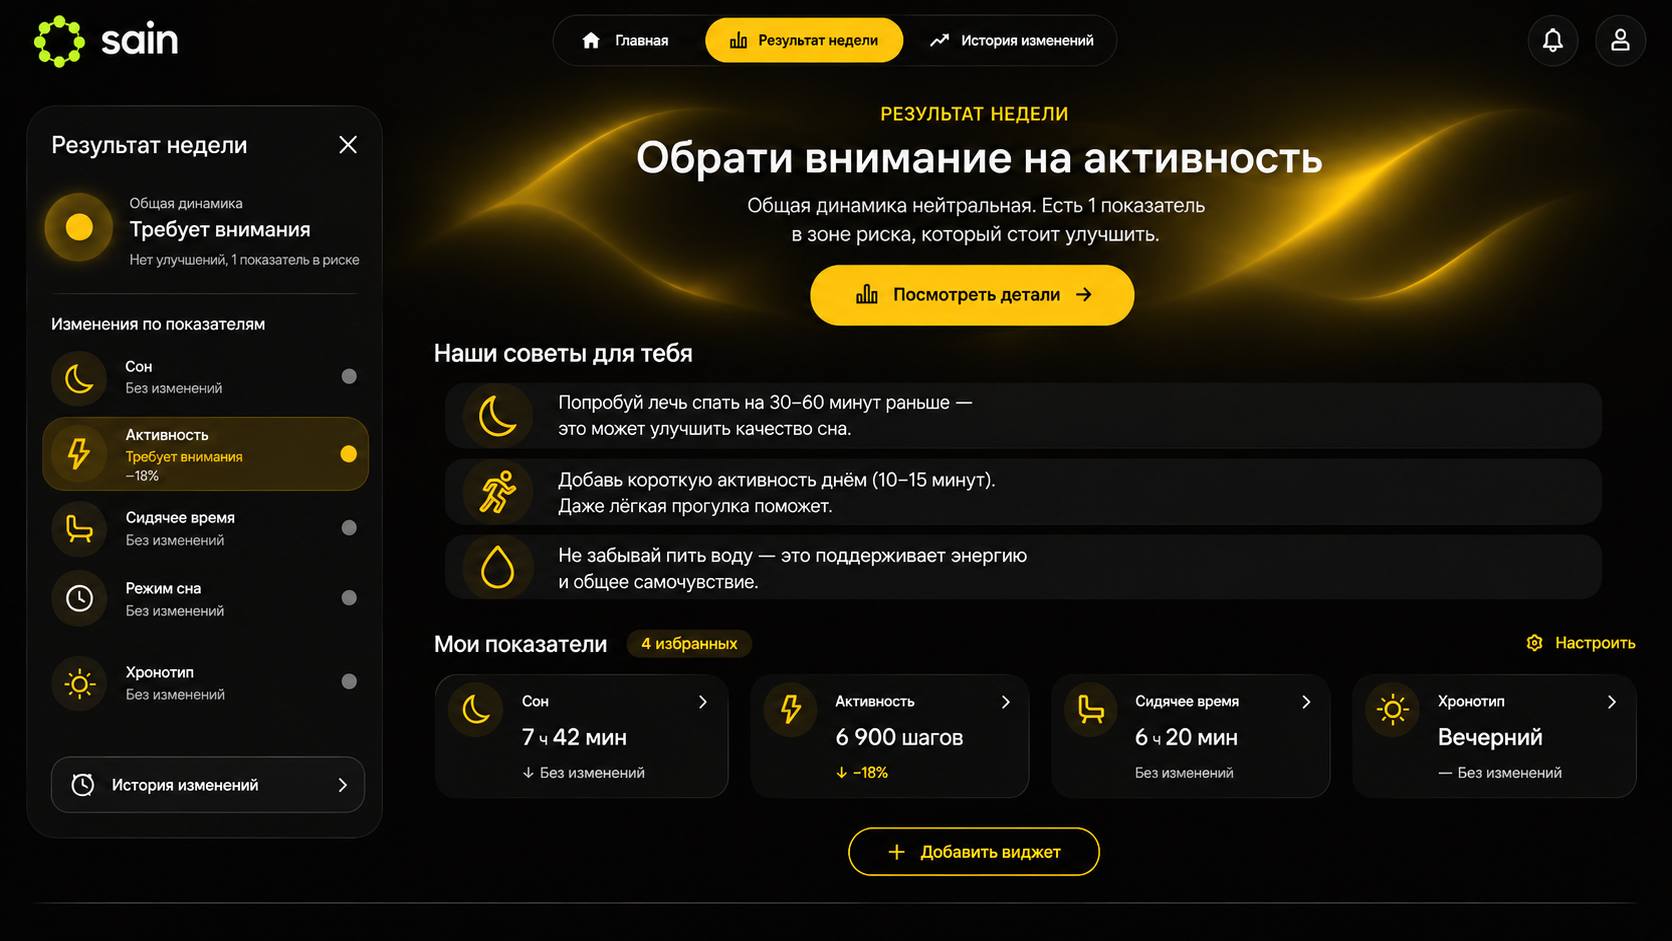 sain
Главная
Результат недели
История изменений
Результат недели
Общая динамика
Требует внимания
Нет улучшений, 1 показатель в риске
Изменения по показателям
Сон
Без изменений
Активность
Требует внимания
−18%
Сидячее время
Без изменений
Режим сна
Без изменений
Хронотип
Без изменений
История изменений
РЕЗУЛЬТАТ НЕДЕЛИ
Обрати внимание на активность
Общая динамика нейтральная. Есть 1 показатель
в зоне риска, который стоит улучшить.
Посмотреть детали
Наши советы для тебя
Попробуй лечь спать на 30–60 минут раньше —
это может улучшить качество сна.
Добавь короткую активность днём (10–15 минут).
Даже лёгкая прогулка поможет.
Не забывай пить воду — это поддерживает энергию
и общее самочувствие.
Мои показатели
4 избранных
Настроить
Сон
7 ч 42 мин
↓ Без изменений
Активность
6 900 шагов
↓ −18%
Сидячее время
6 ч 20 мин
Без изменений
Хронотип
Вечерний
— Без изменений
Добавить виджет